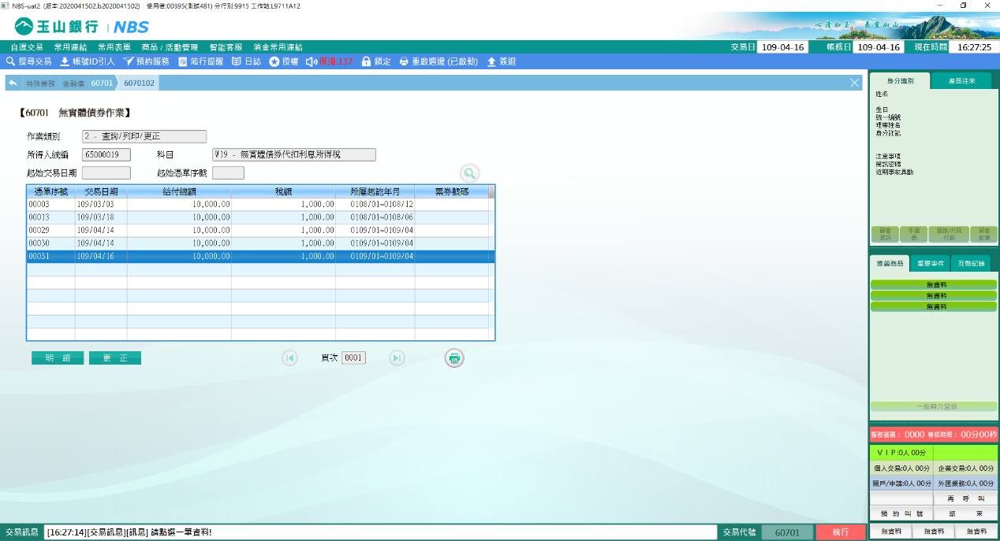 NBS-uat2 (版本:2020041502.b2020041502) 使用者:00395(測試481) 分行別:9915 工作站:L9711A12
玉山銀行 NBS
心清如玉, 義重如山。
自選交易 常用連結 常用表單 商品 / 活動管理 智能客服 消金常用連結 交易日 109-04-16 帳務日 109-04-16 現在時間 16:27:25
搜尋交易 帳號ID引入 預約服務 蒞行提醒 日誌 授權 廣播:137 鎖定 重啟週邊 (已啟動) 簽退
特殊業務 金融債 60701 6070102
【60701 無實體債券作業】
作業類別 2 - 查詢/列印/更正
所得人統編 65000019 科目 W19 - 無實體債券代扣利息所得稅
起始交易日期 起始憑單序號
憑單序號 交易日期 給付總額 稅額 所屬起訖年月 票券號碼
00003 109/03/03 10,000.00 1,000.00 0108/01~0108/12
00013 109/03/18 10,000.00 1,000.00 0108/01~0108/06
00029 109/04/14 10,000.00 1,000.00 0109/01~0109/04
00030 109/04/14 10,000.00 1,000.00 0109/01~0109/04
00031 109/04/16 10,000.00 1,000.00 0109/01~0109/04
明 細 更 正 頁次 0001
身分識別 產品往來
姓名
生日
統一編號
理專姓名
身分註記
注意事項
簡訊密碼
近期事故異動
顧客資訊 手續費 通路/共同行銷 顧客影像
推薦商品 重要事件 互動記錄
無資料
無資料
無資料
一般轉介登錄
服務號碼: 0000 等候時間: 00分00秒
V I P:0人 00分
個人交易:0人 00分 企業交易:0人 00分
開戶/申請:0人 00分 外匯業務:0人 00分
再 呼 叫
預 約 叫 號 結 束
無資料 無資料 無資料
交易訊息 [16:27:14][交易訊息][訊息] 請點選一筆資料! 交易代號 60701 執行